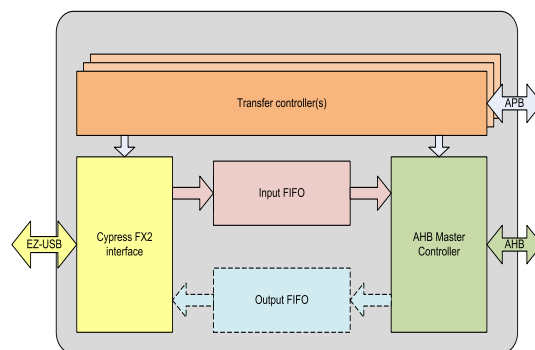 Transfer controller(s)
APB
Input FIFO
Cypress FX2
interface
AHB Master
Controller
EZ-USB
AHB
Output FIFO